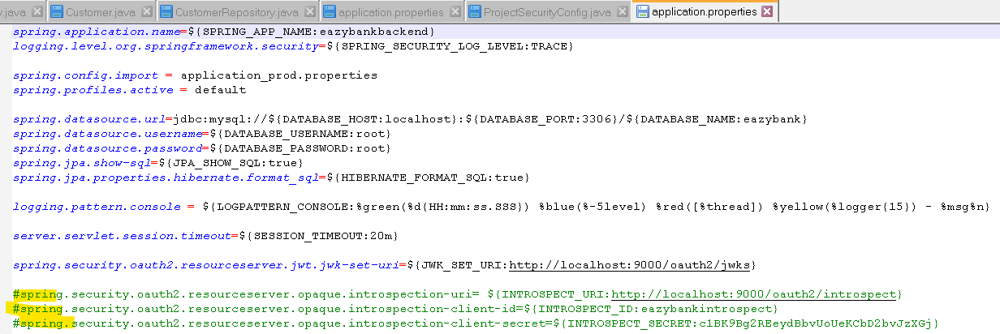 v.java Customer.java CustomerRepository.java application.properties ProjectSecurityConfig.java application.properties
spring.application.name=${SPRING_APP_NAME:eazybankbackend}
logging.level.org.springframework.security=${SPRING_SECURITY_LOG_LEVEL:TRACE}
spring.config.import = application_prod.properties
spring.profiles.active = default
spring.datasource.url=jdbc:mysql://${DATABASE_HOST:localhost}:${DATABASE_PORT:3306}/${DATABASE_NAME:eazybank}
spring.datasource.username=${DATABASE_USERNAME:root}
spring.datasource.password=${DATABASE_PASSWORD:root}
spring.jpa.show-sql=${JPA_SHOW_SQL:true}
spring.jpa.properties.hibernate.format_sql=${HIBERNATE_FORMAT_SQL:true}
logging.pattern.console = ${LOGPATTERN_CONSOLE:%green(%d{HH:mm:ss.SSS}) %blue(%-5level) %red([%thread]) %yellow(%logger{15}) - %msg%n}
server.servlet.session.timeout=${SESSION_TIMEOUT:20m}
spring.security.oauth2.resourceserver.jwt.jwk-set-uri=${JWK_SET_URI:http://localhost:9000/oauth2/jwks}
#spring.security.oauth2.resourceserver.opaque.introspection-uri= ${INTROSPECT_URI:http://localhost:9000/oauth2/introspect}
#spring.security.oauth2.resourceserver.opaque.introspection-client-id=${INTROSPECT_ID:eazybankintrospect}
#spring.security.oauth2.resourceserver.opaque.introspection-client-secret=${INTROSPECT_SECRET:c1BK9Bg2REeydBbvUoUeKCbD2bvJzXGj}